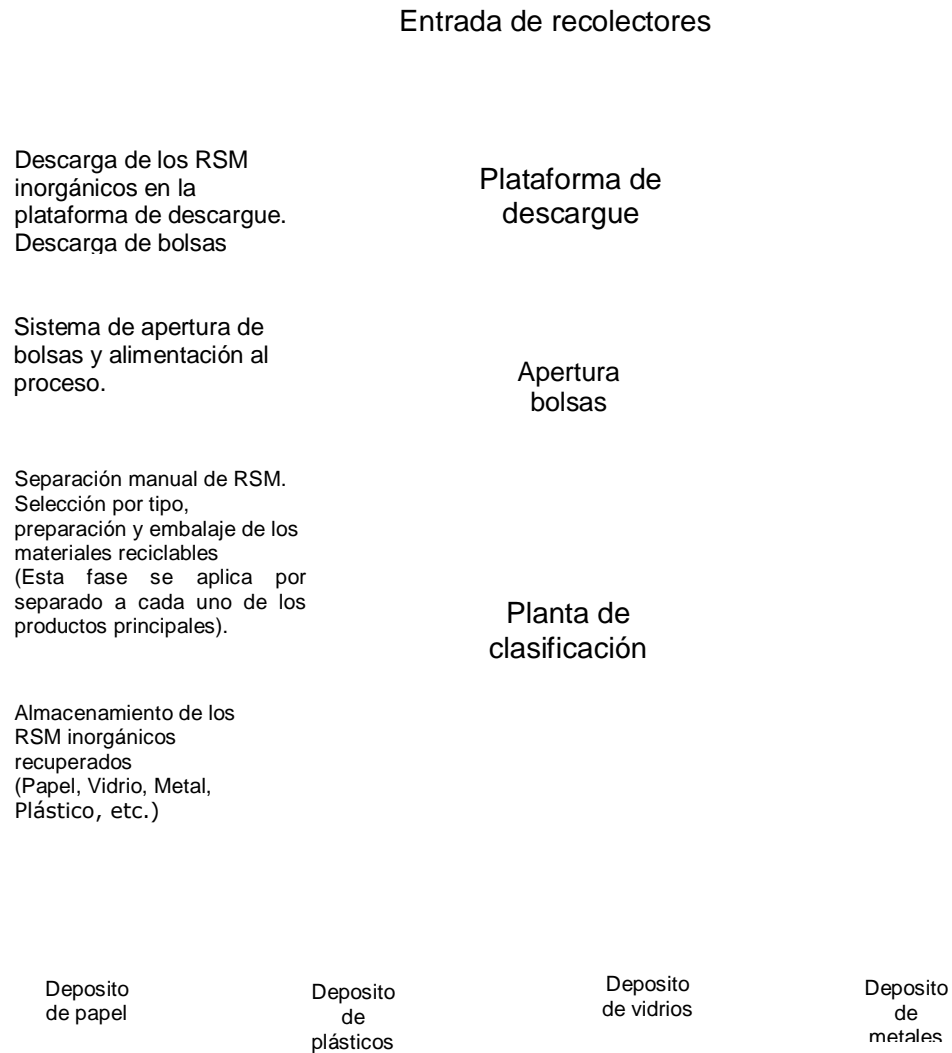 Entrada de recolectores
Descarga de los RSM
inorgánicos en la
plataforma de descargue.
Descarga de bolsas
Plataforma de
descargue
Sistema de apertura de
bolsas y alimentación al
proceso.
Apertura
bolsas
Separación manual de RSM.
Selección por tipo,
preparación y embalaje de los
materiales reciclables
(Esta fase se aplica por
separado a cada uno de los
productos principales).
Planta de
clasificación
Almacenamiento de los
RSM inorgánicos
recuperados
(Papel, Vidrio, Metal,
Plástico, etc.)
Deposito
de papel
Deposito
de
plásticos
Deposito
de vidrios
Deposito
de
metales